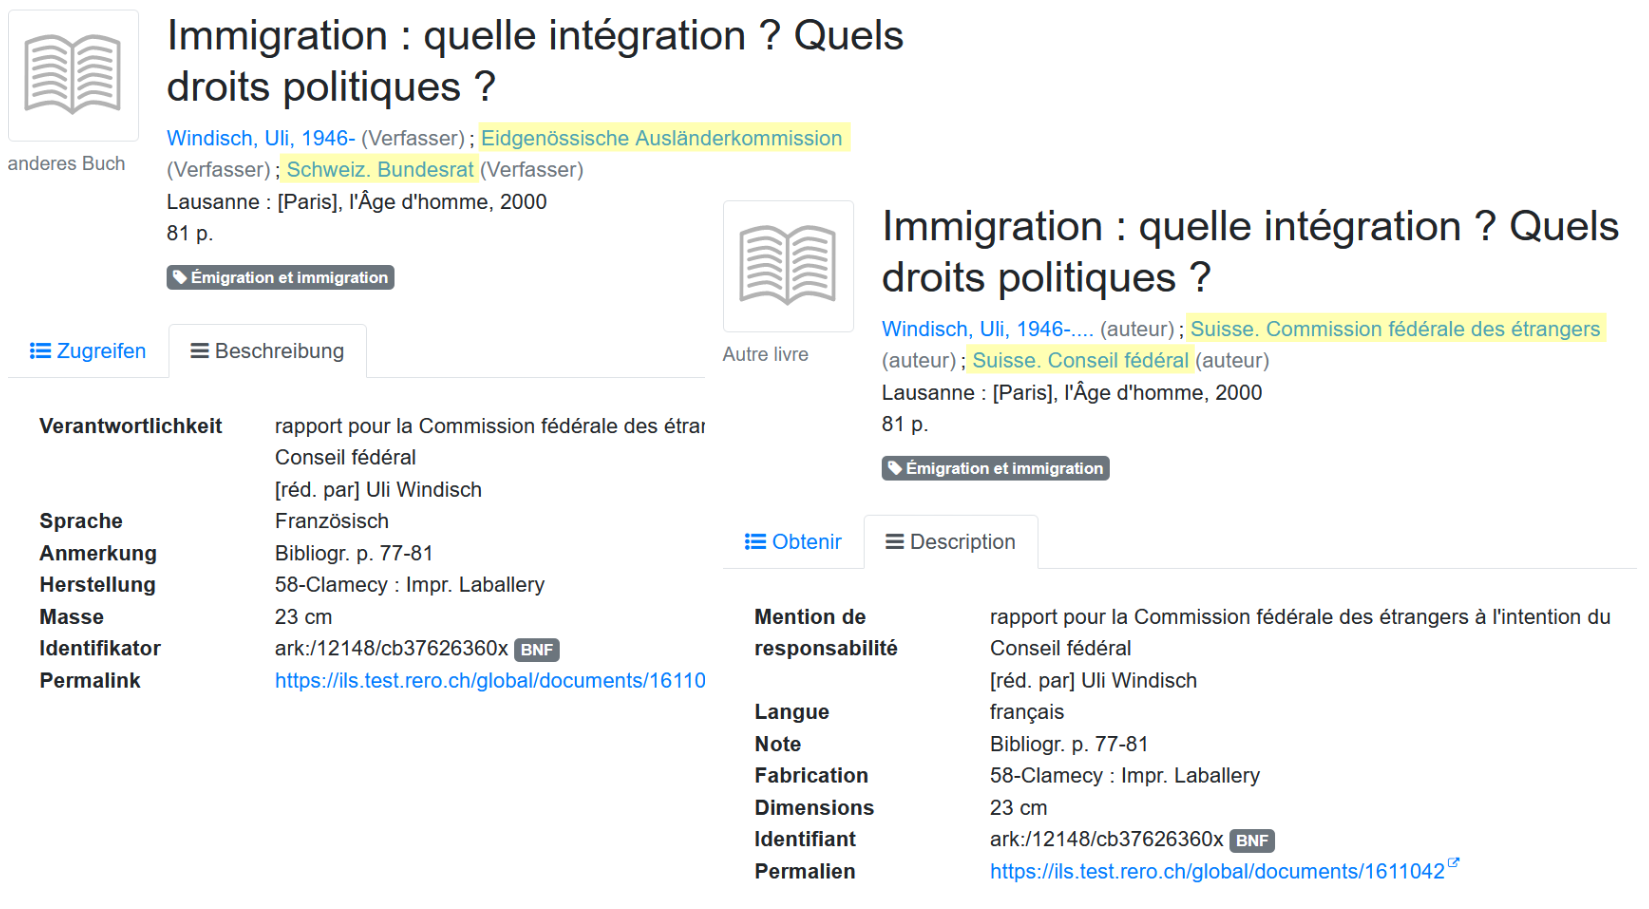 Immigration : quelle intégration ? Quels
droits politiques ?
Windisch, Uli, 1946- (Verfasser) ; Eidgenössische Ausländerkommission
(Verfasser) ; Schweiz. Bundesrat (Verfasser)
Lausanne : [Paris], l'Âge d'homme, 2000
81 p.
anderes Buch
Émigration et immigration
Zugreifen
Beschreibung
Verantwortlichkeit rapport pour la Commission fédérale des étrar
Conseil fédéral
[réd. par] Uli Windisch
Sprache Französisch
Anmerkung Bibliogr. p. 77-81
Herstellung 58-Clamecy : Impr. Laballery
Masse 23 cm
Identifikator ark:/12148/cb37626360x BNF
Permalink https://ils.test.rero.ch/global/documents/16110
Immigration : quelle intégration ? Quels
droits politiques ?
Windisch, Uli, 1946-.... (auteur) ; Suisse. Commission fédérale des étrangers
(auteur) ; Suisse. Conseil fédéral (auteur)
Lausanne : [Paris], l'Âge d'homme, 2000
81 p.
Autre livre
Émigration et immigration
Obtenir
Description
Mention de responsabilité rapport pour la Commission fédérale des étrangers à l'intention du
Conseil fédéral
[réd. par] Uli Windisch
Langue français
Note Bibliogr. p. 77-81
Fabrication 58-Clamecy : Impr. Laballery
Dimensions 23 cm
Identifiant ark:/12148/cb37626360x BNF
Permalien https://ils.test.rero.ch/global/documents/1611042